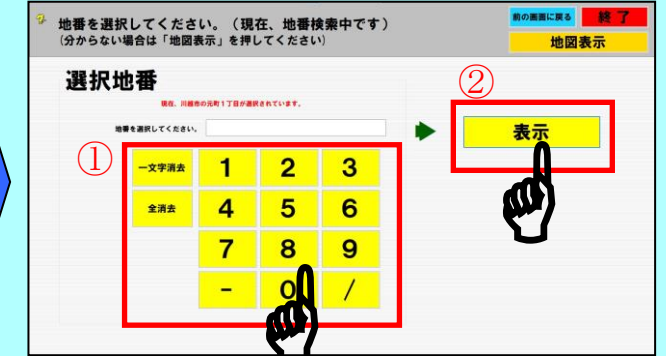 地番を選択してください。(現在、地番検索中です)
(分からない場合は「地図表示」を押してください)
前の画面に戻る
終了
地図表示
選択地番
現在、川越市の元町1丁目が選択されています。
地番を選択してください。
①
②
表示
一文字消去 1 2 3
全消去 4 5 6
7 8 9
- 0 /